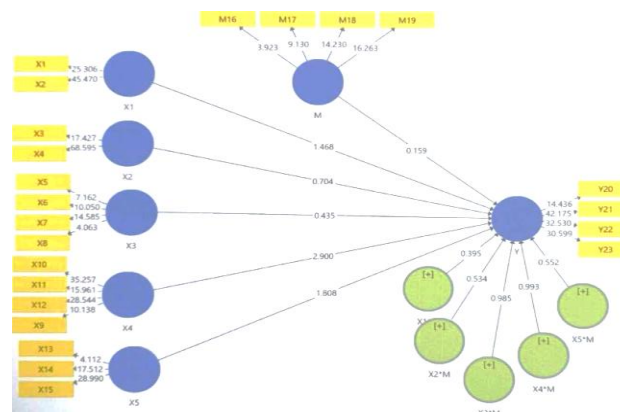 M16 M17 M18 M19
3.923 9.130 14.230 16.263
M
X1
X2
25.306
45.470
X1
X3
X4
17.427
68.595
X2
X5
X6
X7
X8
7.162
10.050
14.585
4.063
X3
X10
X11
X12
X9
35.257
15.961
28.544
10.138
X4
X13
X14
X15
4.112
17.512
28.990
X5
0.159
1.468
0.704
0.435
2.900
1.808
Y
14.436
42.175
32.530
30.599
Y20
Y21
Y22
Y23
0.395
0.534
0.985
0.993
0.552
[+]
[+]
[+]
[+]
[+]
X2*M
X4*M
X5*M